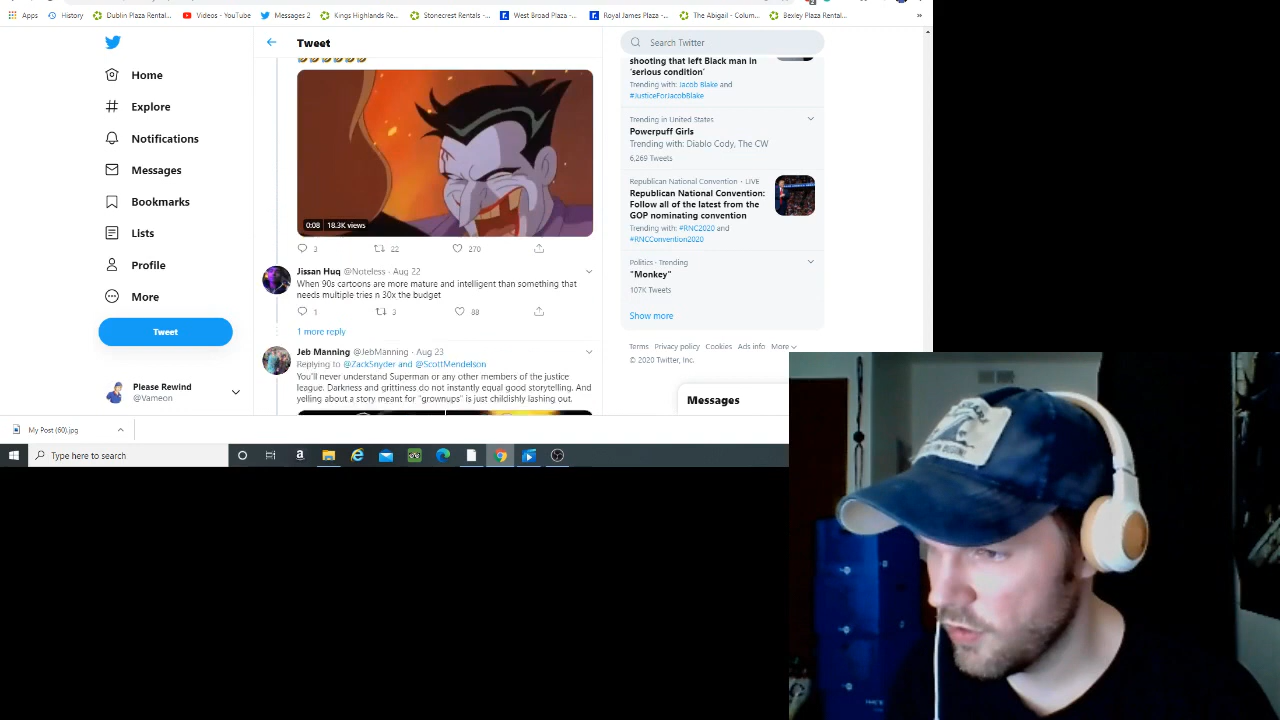 Apps History Dublin Plaza Rental... Videos - YouTube Messages 2 Kings Highlands Re... Stonecrest Rentals -... West Broad Plaza -... Royal James Plaza -... The Abigail - Colum... Bexley Plaza Rental... »
Home
Explore
Notifications
Messages
Bookmarks
Lists
Profile
More
Tweet
Please Rewind
@Vameon
Tweet
0:08 18.3K views
3 22 270
Jissan Huq @Noteless · Aug 22
When 90s cartoons are more mature and intelligent than something that
needs multiple tries n 30x the budget
1 3 88
1 more reply
Jeb Manning @JebManning · Aug 23
Replying to @ZackSnyder and @ScottMendelson
You'll never understand Superman or any other members of the justice
league. Darkness and grittiness do not instantly equal good storytelling. And
yelling about a story meant for "grownups" is just childishly lashing out.
Search Twitter
shooting that left Black man in
'serious condition'
Trending with: Jacob Blake and
#JusticeForJacobBlake
Trending in United States
Powerpuff Girls
Trending with: Diablo Cody, The CW
6,269 Tweets
Republican National Convention · LIVE
Republican National Convention:
Follow all of the latest from the
GOP nominating convention
Trending with: #RNC2020 and
#RNCConvention2020
Politics · Trending
"Monkey"
107K Tweets
Show more
Terms Privacy policy Cookies Ads info More
© 2020 Twitter, Inc.
Messages
My Post (60).jpg
Type here to search